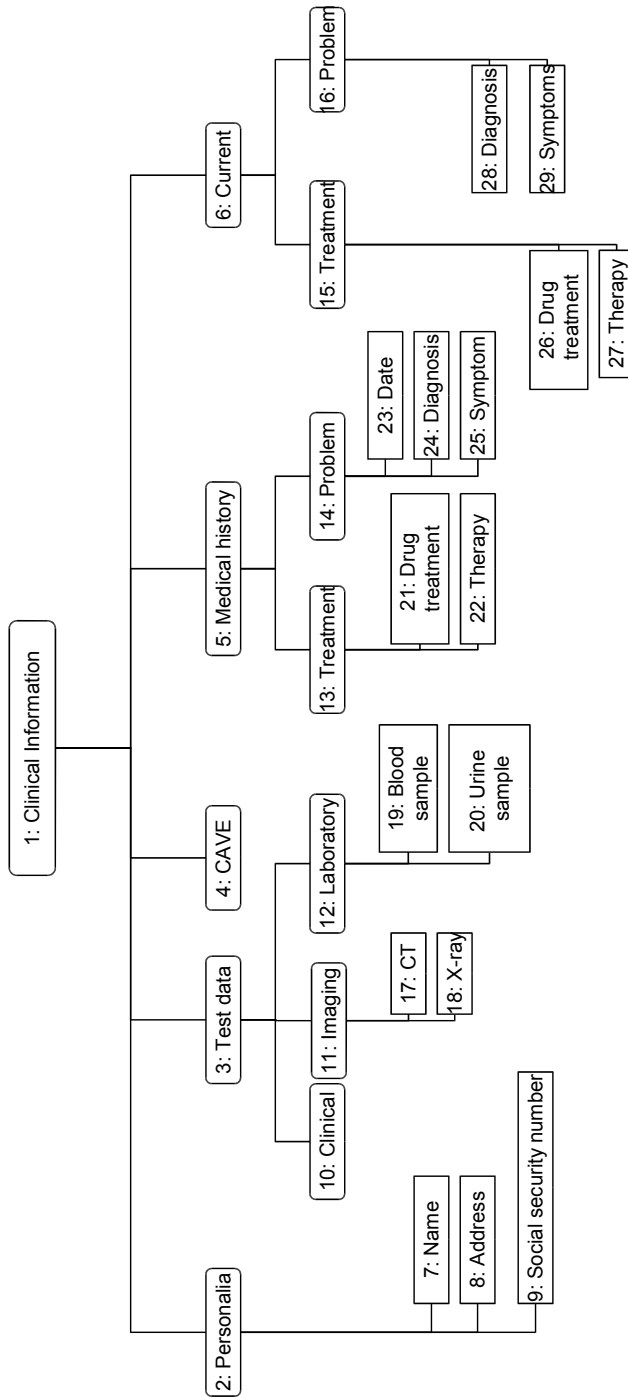 1: Clinical Information
2: Personalia
3: Test data
4: CAVE
5: Medical history
6: Current
7: Name
8: Address
9: Social security number
10: Clinical
11: Imaging
12: Laboratory
13: Treatment
14: Problem
15: Treatment
16: Problem
17: CT
18: X-ray
19: Blood
sample
20: Urine
sample
21: Drug
treatment
22: Therapy
23: Date
24: Diagnosis
25: Symptom
26: Drug
treatment
27: Therapy
28: Diagnosis
29: Symptoms